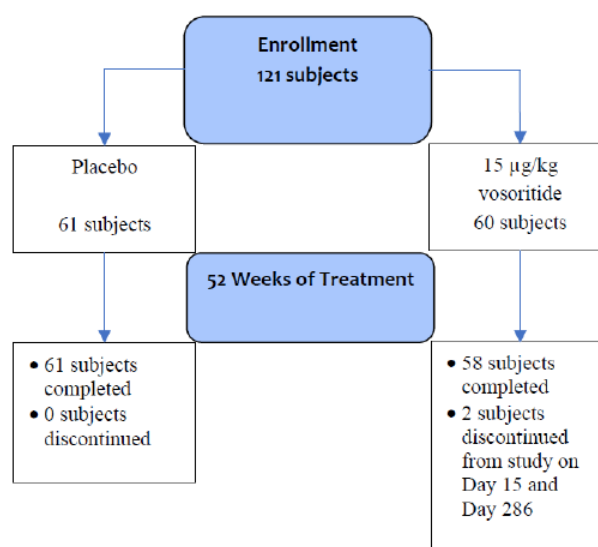 Enrollment
121 subjects
Placebo
61 subjects
15 µg/kg
vosoritide
60 subjects
52 Weeks of Treatment
• 61 subjects
completed
• 0 subjects
discontinued
• 58 subjects
completed
• 2 subjects
discontinued
from study on
Day 15 and
Day 286